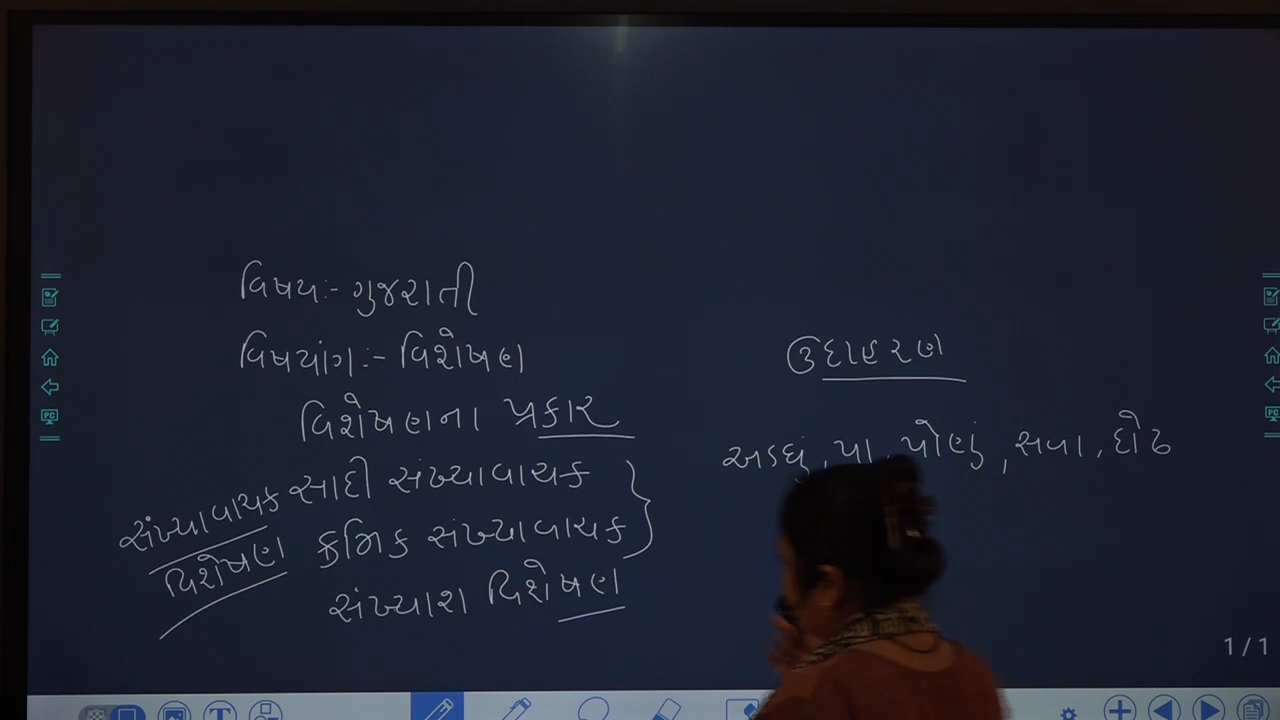 વિષય:- ગુજરાતી
વિષયાંગ:- વિશેષણ
વિશેષણના પ્રકાર
સંખ્યાવાચક વિશેષણ
સાદી સંખ્યાવાચક
ક્રમિક સંખ્યાવાચક
સંખ્યાશ વિશેષણ
ઉદાહરણ
અડધું, પા, પોણું, સવા, દોઢ
1/1